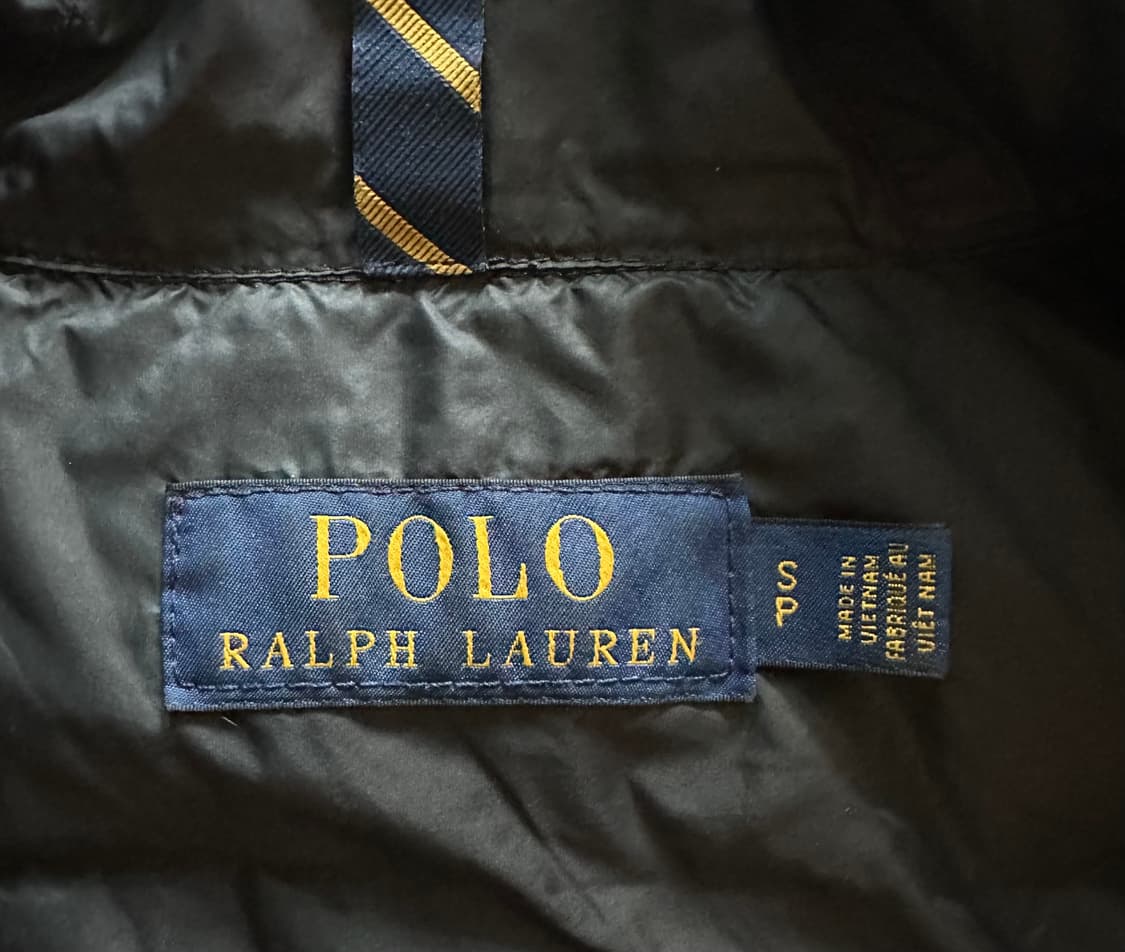 POLO
RALPH LAUREN
S
P
MADE IN
VIETNAM
FABRIQUÉ AU
VIÊT NAM